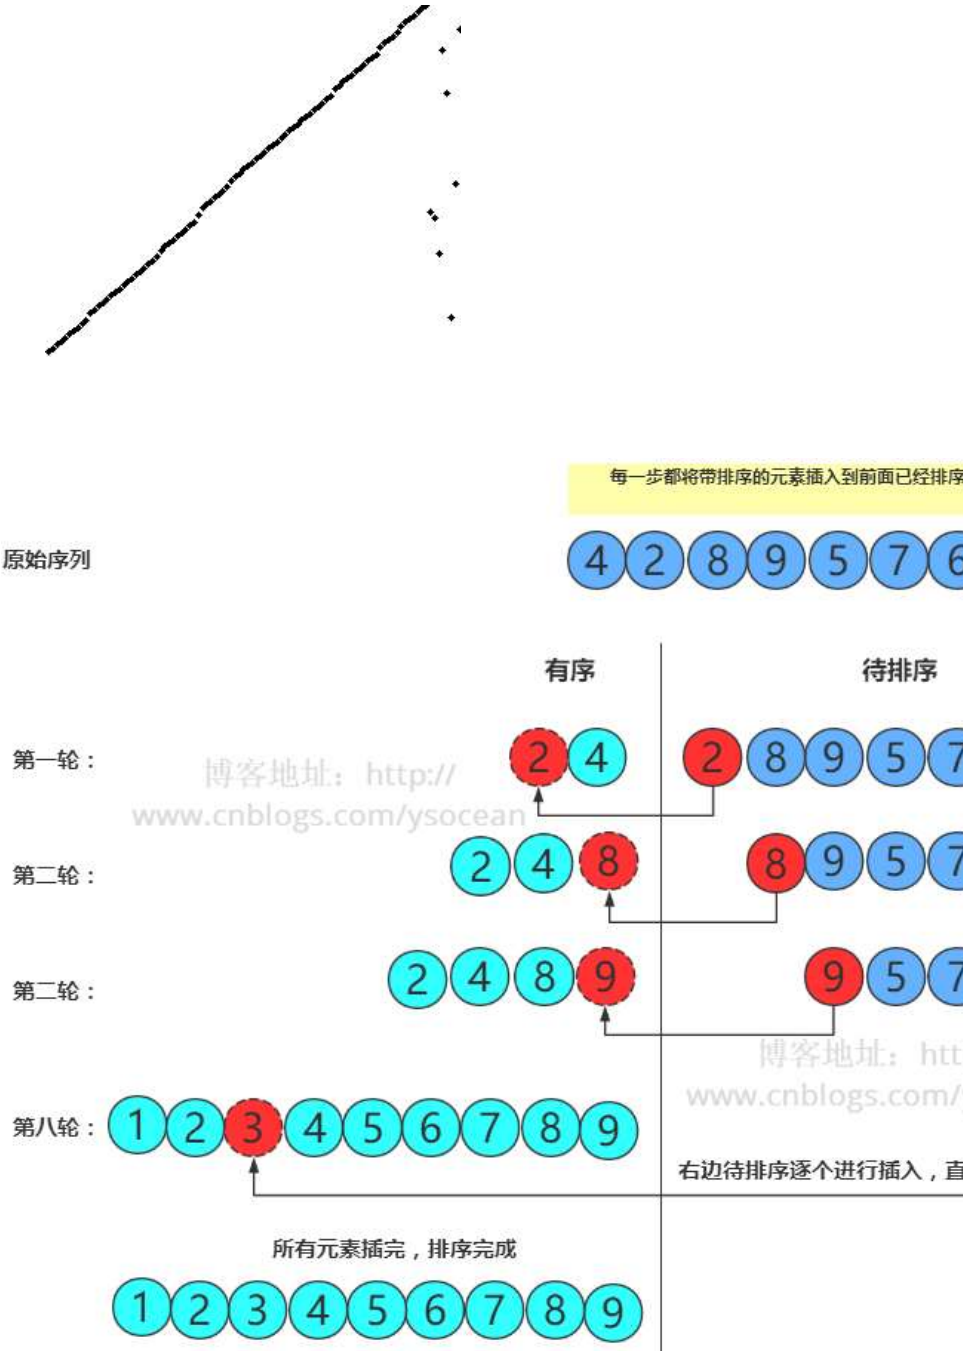 每一步都将带排序的元素插入到前面已经排序
原始序列
4 2 8 9 5 7 6
有序 待排序
第一轮： 2 4 2 8 9 5 7
博客地址：http://
www.cnblogs.com/ysocean
第二轮： 2 4 8 8 9 5 7
第二轮： 2 4 8 9 9 5 7
博客地址：htt
www.cnblogs.com/
第八轮： 1 2 3 4 5 6 7 8 9
右边待排序逐个进行插入，直
所有元素插完，排序完成
1 2 3 4 5 6 7 8 9